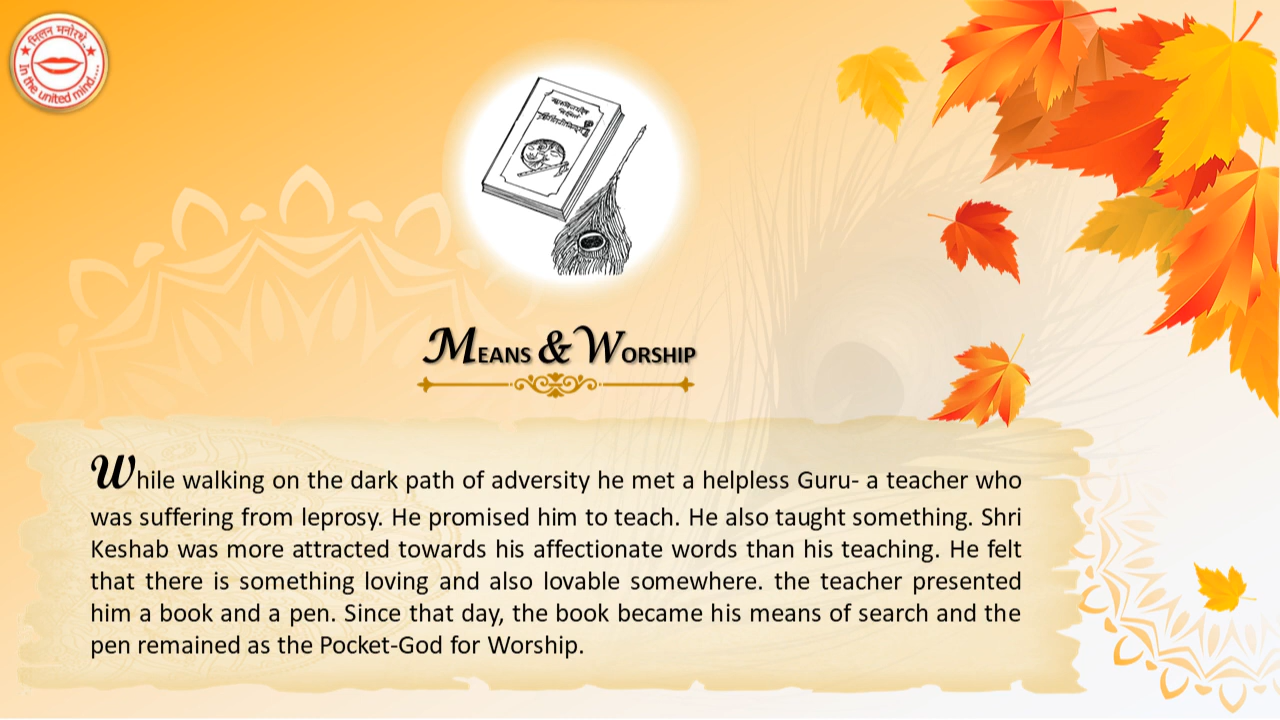 मिलन मनोरथे..
In the united mind....
MEANS & WORSHIP
While walking on the dark path of adversity he met a helpless Guru- a teacher who
was suffering from leprosy. He promised him to teach. He also taught something. Shri
Keshab was more attracted towards his affectionate words than his teaching. He felt
that there is something loving and also lovable somewhere. the teacher presented
him a book and a pen. Since that day, the book became his means of search and the
pen remained as the Pocket-God for Worship.